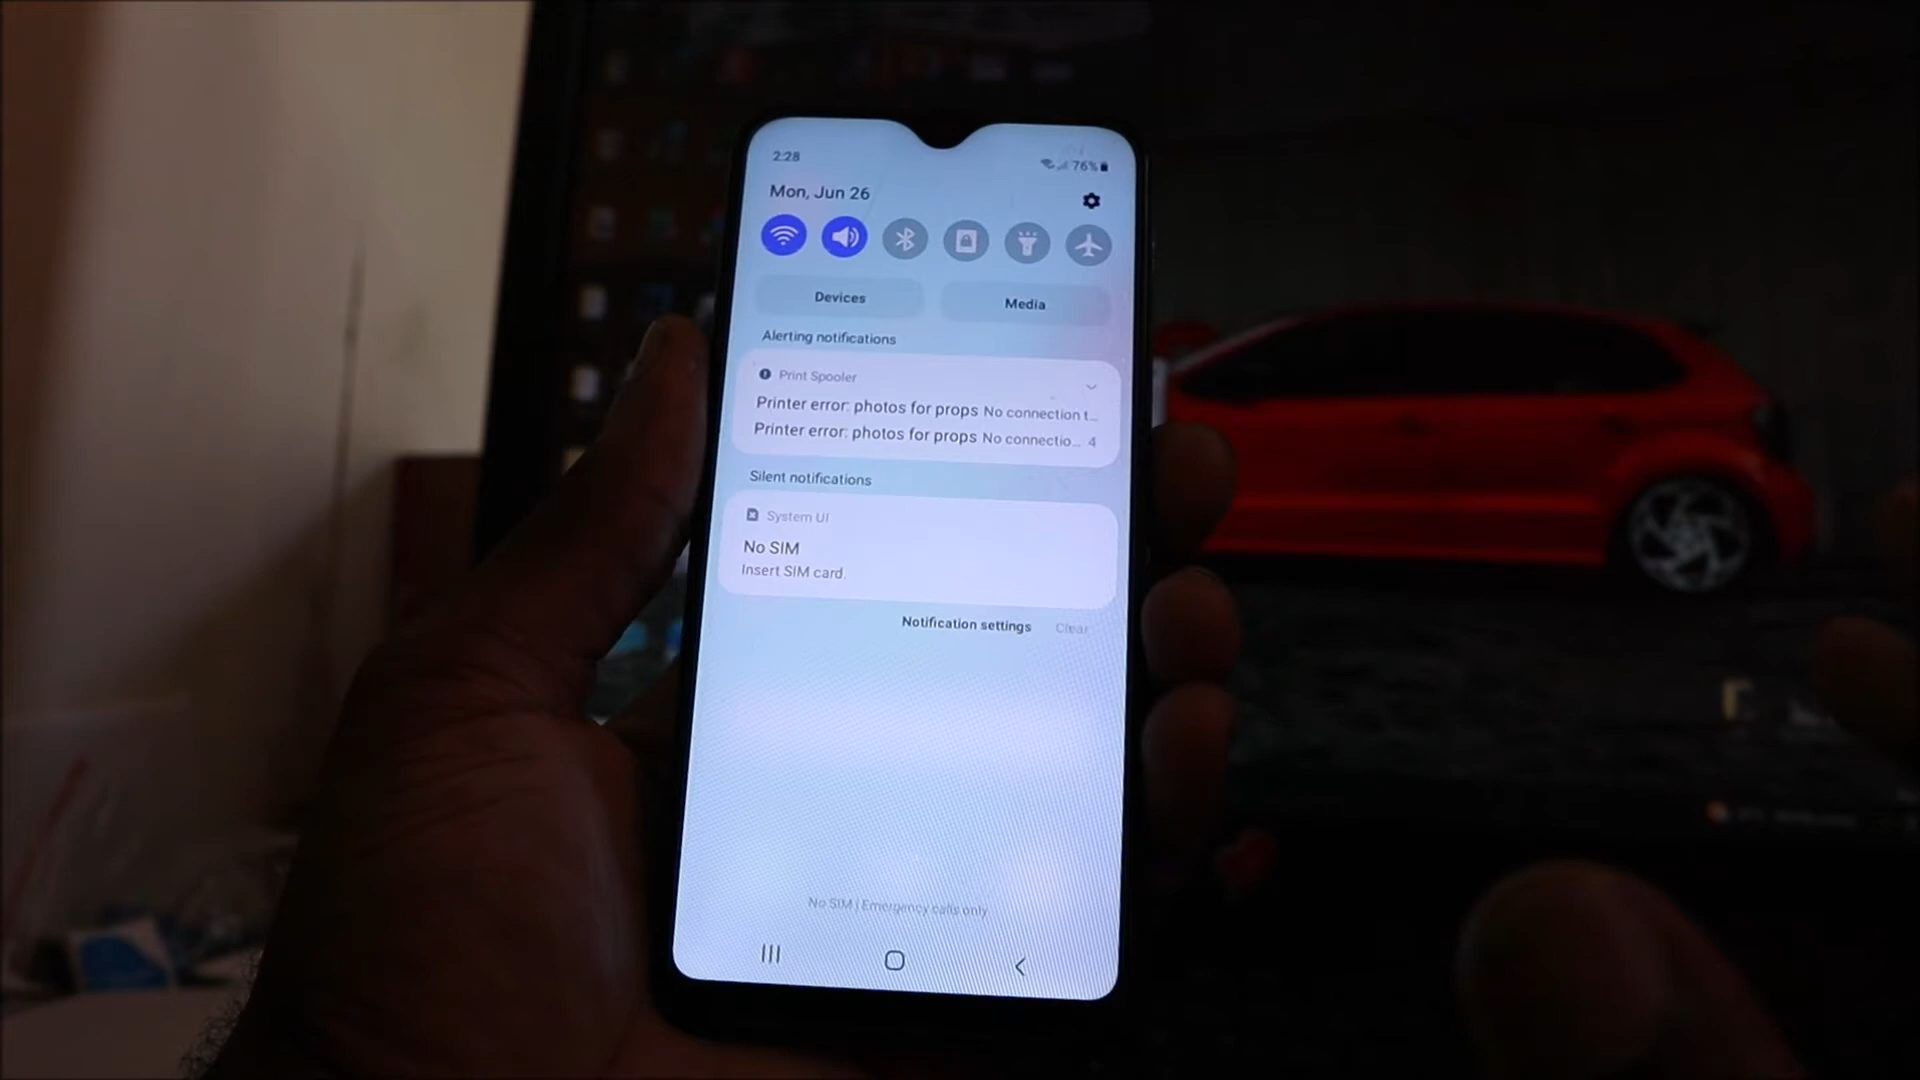 2:28
76%
Mon, Jun 26
Devices
Media
Alerting notifications
Print Spooler
Printer error: photos for props No connection t...
Printer error: photos for props No connectio... 4
Silent notifications
System UI
No SIM
Insert SIM card.
Notification settings
Clear
No SIM | Emergency calls only